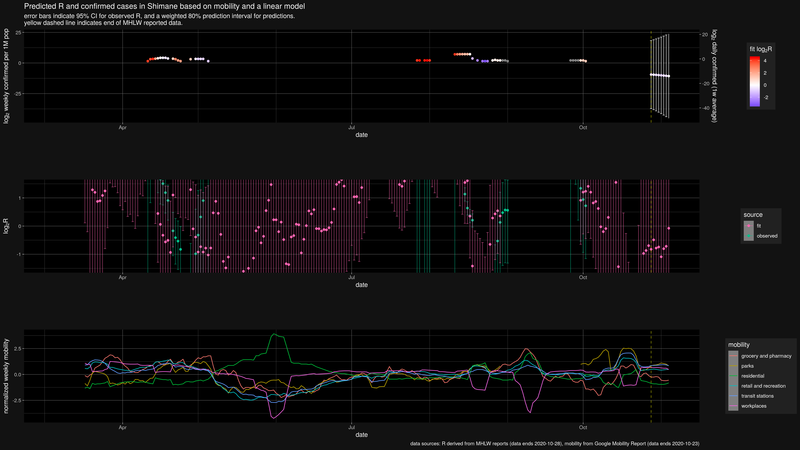 Predicted R and confirmed cases in Shimane based on mobility and a linear model
error bars indicate 95% CI for observed R, and a weighted 80% prediction interval for predictions.
yellow dashed line indicates end of MHLW reported data.
log₂ weekly confirmed per 1M pop
25
0
-25
20
0
-20
-40
log₂ daily confirmed (1w average)
Apr
Jul
Oct
date
fit log₂R
4
2
0
-2
log₂R
1
0
-1
Apr
Jul
Oct
date
source
fit
observed
normalised weekly mobility
2.5
0.0
-2.5
Apr
Jul
Oct
date
mobility
grocery and pharmacy
parks
residential
retail and recreation
transit stations
workplaces
data sources: R derived from MHLW reports (data ends 2020-10-28), mobility from Google Mobility Report (data ends 2020-10-23)